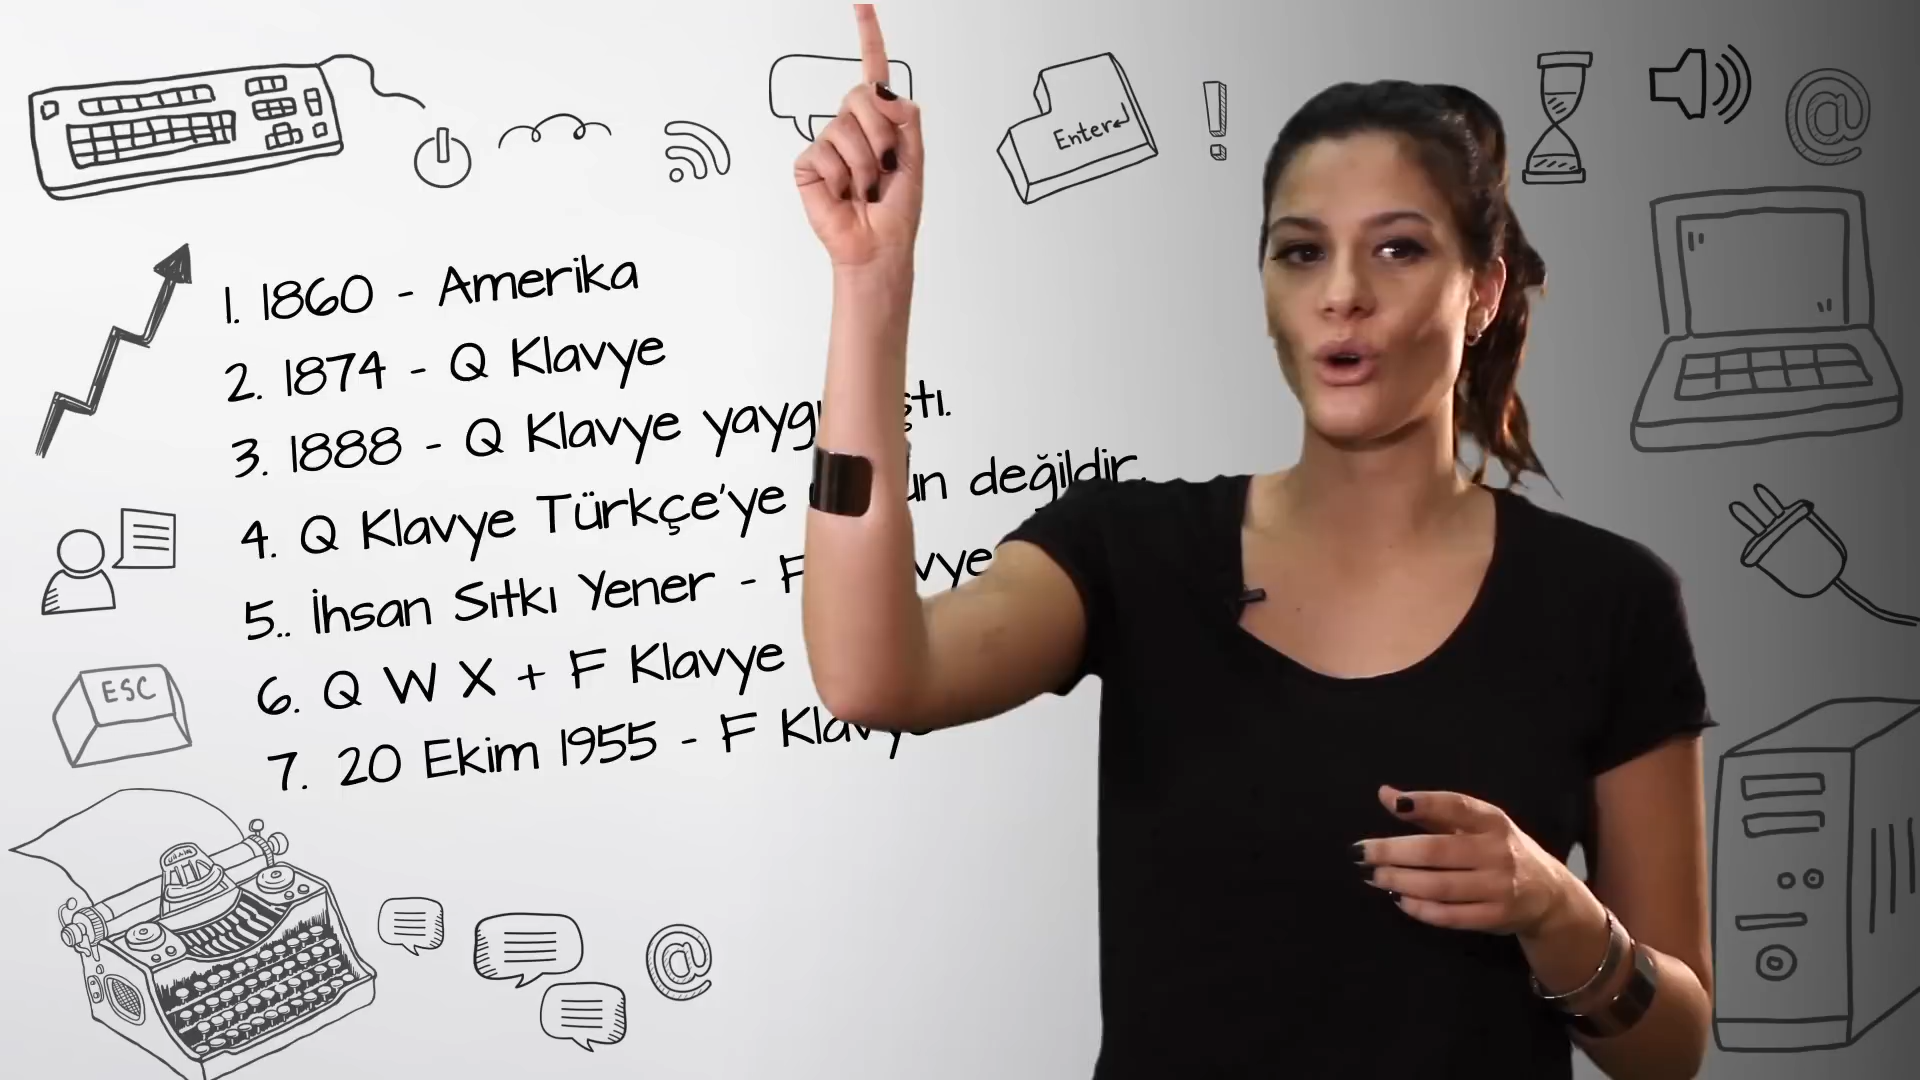 Enter
1. 1860 - Amerika
2. 1874 - Q Klavye
3. 1888 - Q Klavye
4. Q Klavye Türkçe'ye değildir.
5.. İhsan Sıtkı Yener - F
6. Q W X + F Klavye
ESC
7. 20 Ekim 1955 - F Klavye